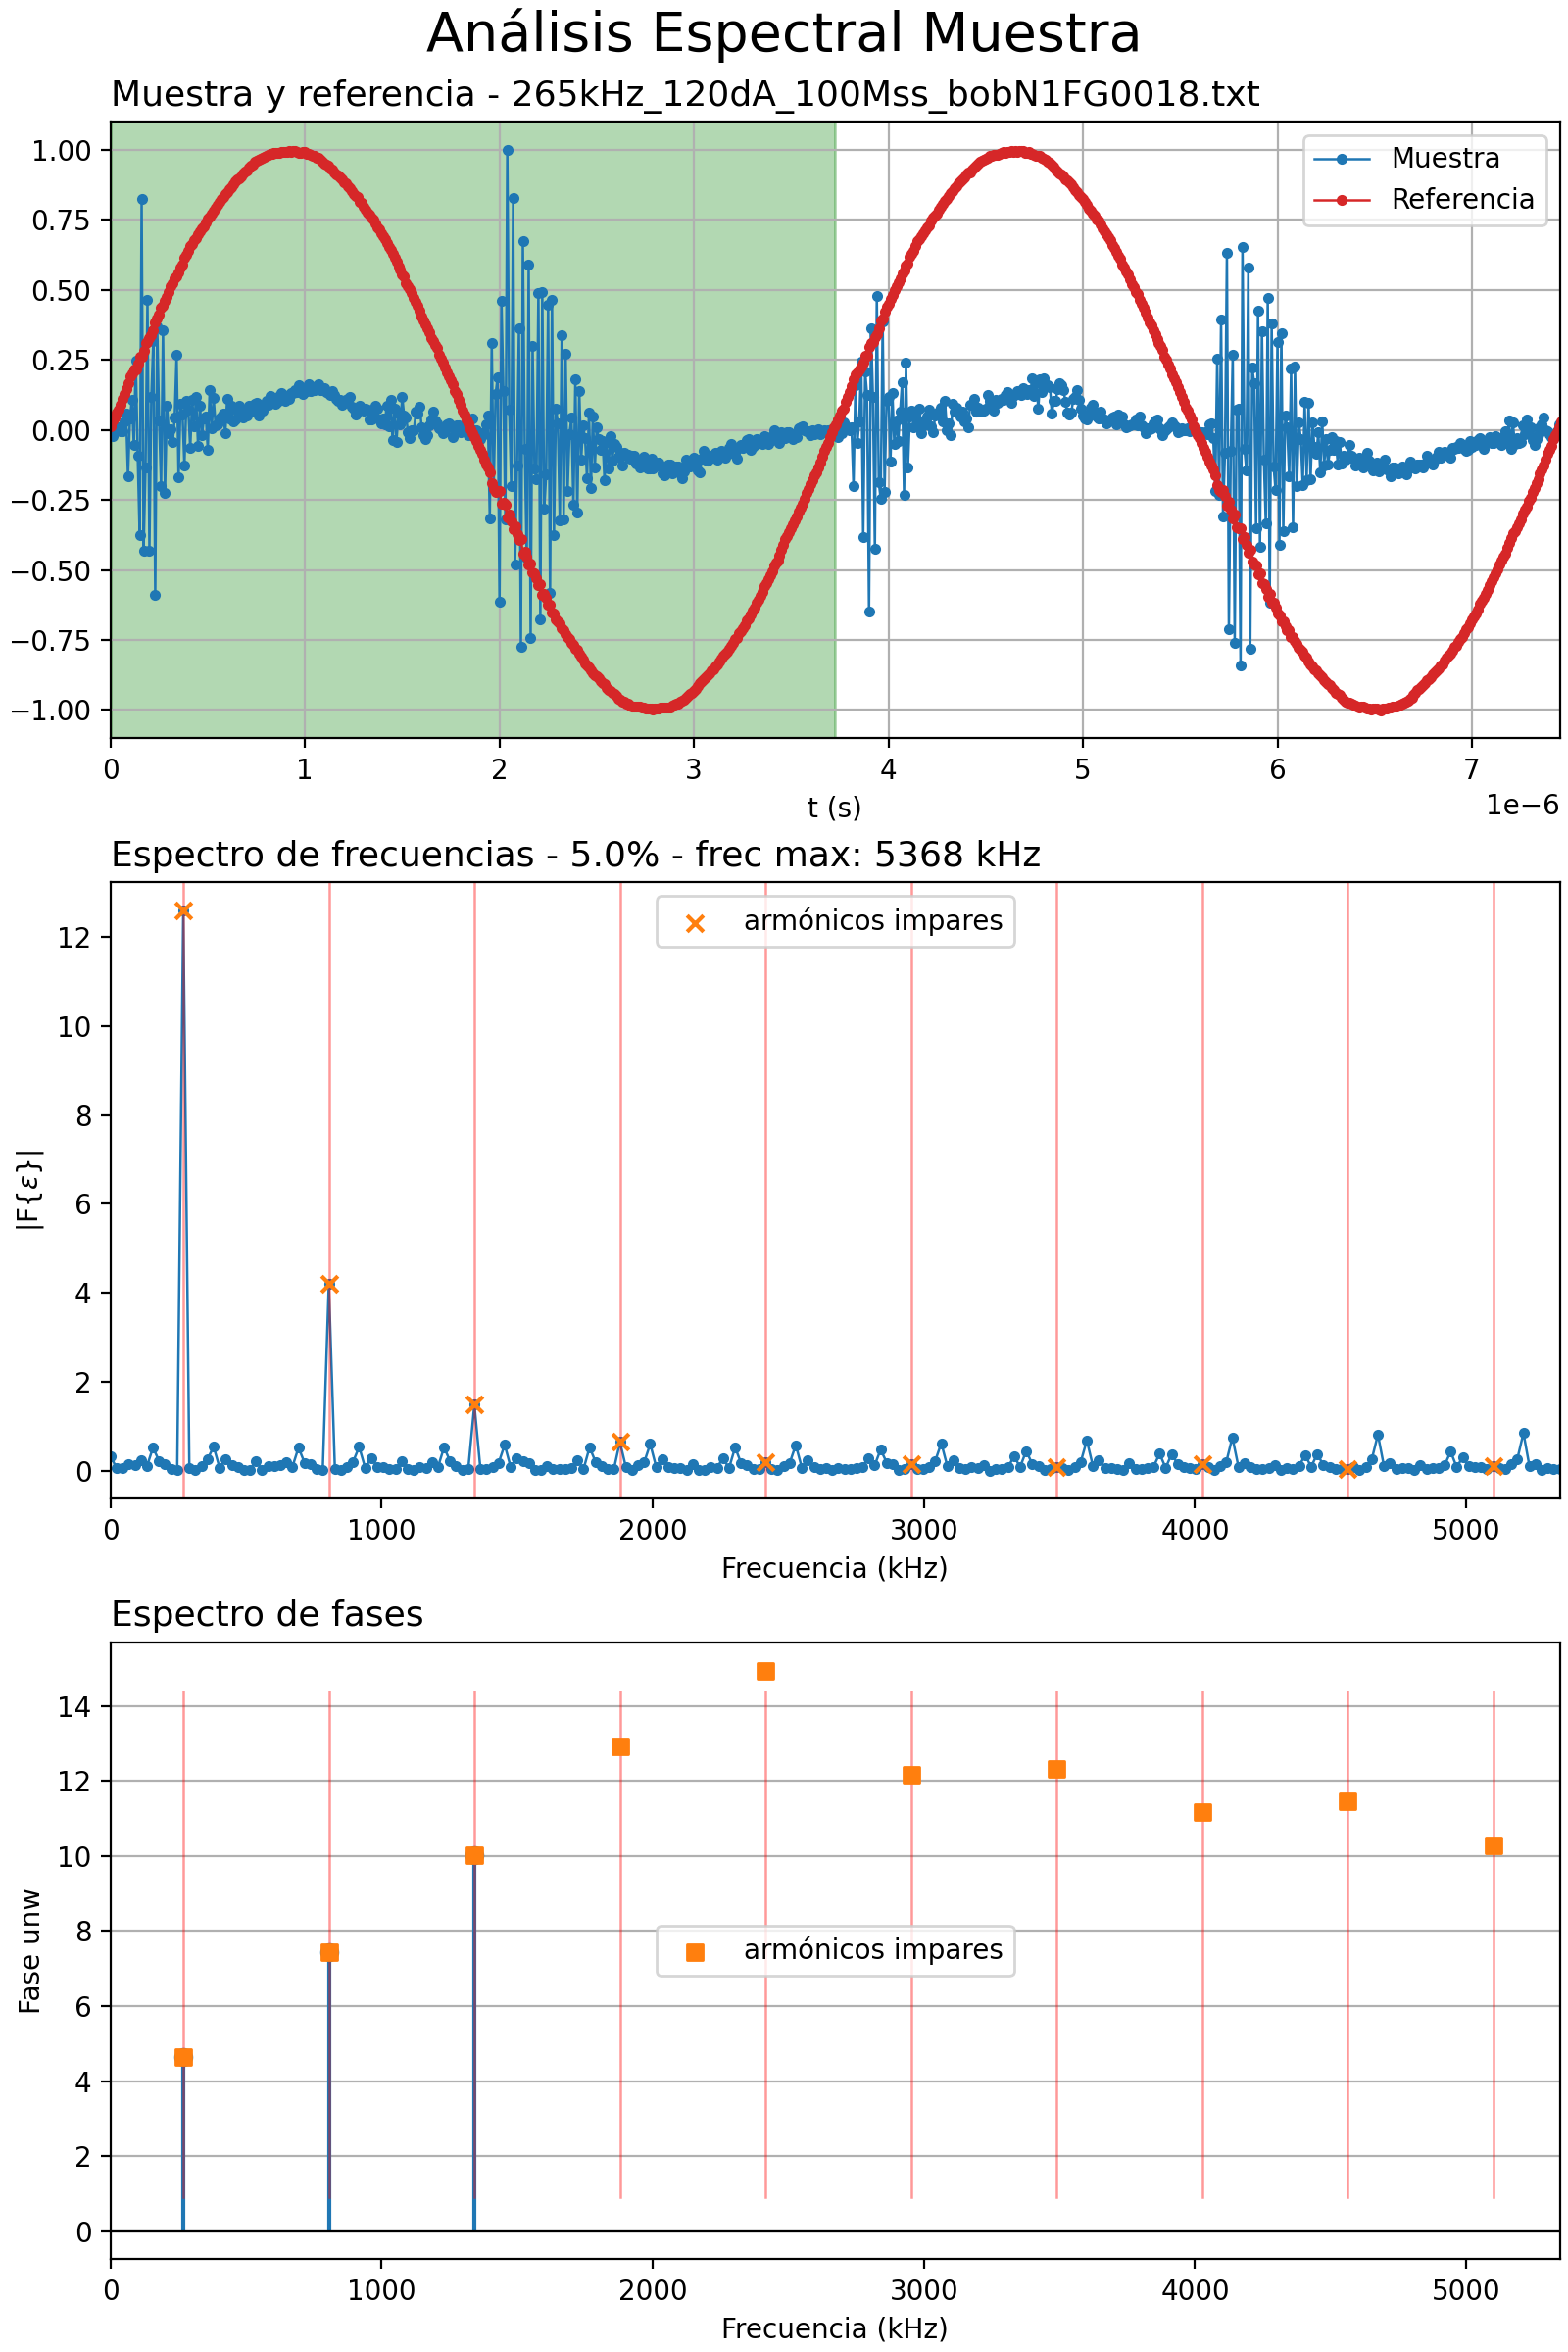 Análisis Espectral Muestra
Muestra y referencia - 265kHz_120dA_100Mss_bobN1FG0018.txt
1.00
0.75
0.50
0.25
0.00
−0.25
−0.50
−0.75
−1.00
Muestra
Referencia
0 1 2 3 4 5 6 7
t (s)
1e−6
Espectro de frecuencias - 5.0% - frec max: 5368 kHz
armónicos impares
12
10
8
6
4
2
0
|F{ε}|
0 1000 2000 3000 4000 5000
Frecuencia (kHz)
Espectro de fases
14
12
10
8
6
4
2
0
Fase unw
armónicos impares
0 1000 2000 3000 4000 5000
Frecuencia (kHz)